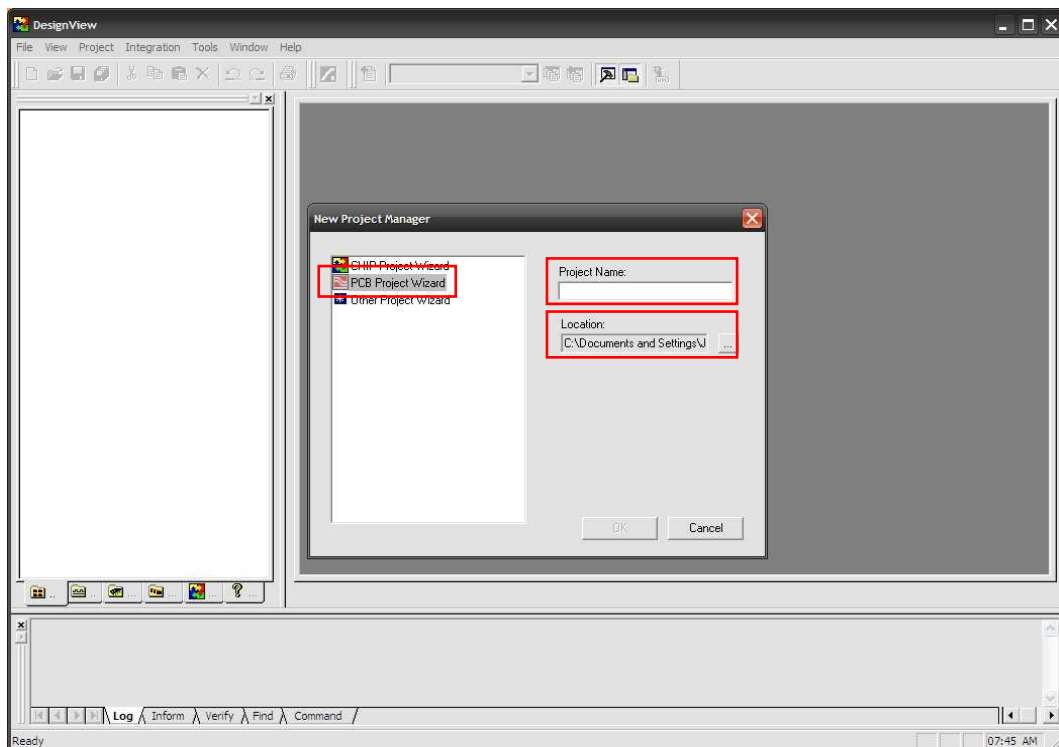 DesignView
File View Project Integration Tools Window Help
New Project Manager
CHIP Project Wizard
PCB Project Wizard
Other Project Wizard
Project Name:
Location:
C:\Documents and Settings\J
...
OK
Cancel
Log Inform Verify Find Command
Ready
07:45 AM